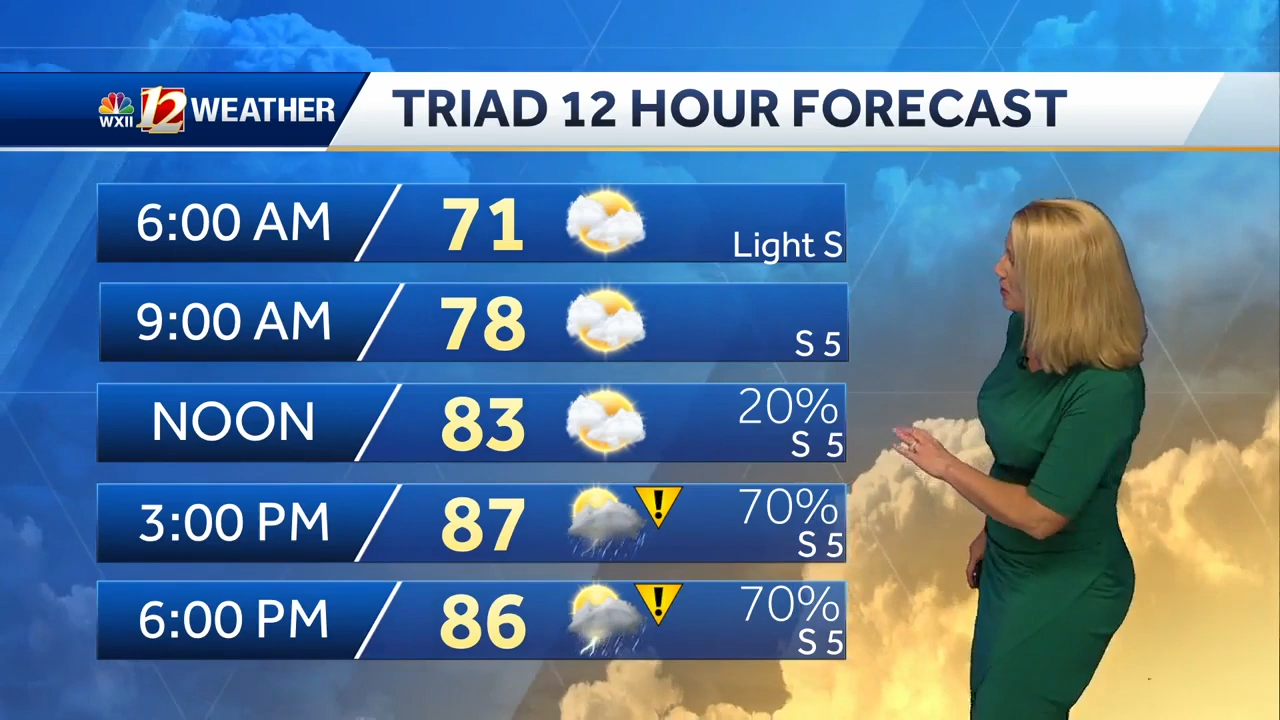 WXII 12 WEATHER
TRIAD 12 HOUR FORECAST
6:00 AM 71 Light S
9:00 AM 78 S 5
NOON 83 20% S 5
3:00 PM 87 ! 70% S 5
6:00 PM 86 ! 70% S 5